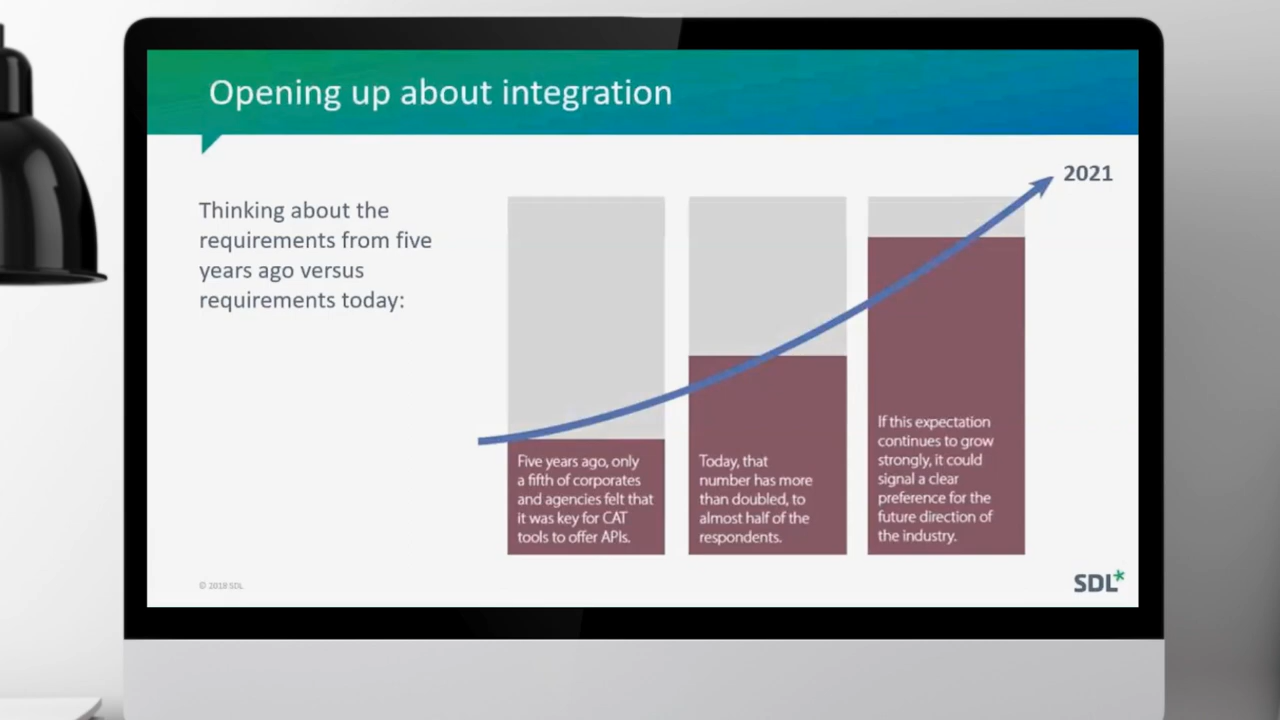 Opening up about integration
2021
Thinking about the
requirements from five
years ago versus
requirements today:
Five years ago, only
a fifth of corporates
and agencies felt that
it was key for CAT
tools to offer APIs.
Today, that
number has more
than doubled, to
almost half of the
respondents.
If this expectation
continues to grow
strongly, it could
signal a clear
preference for the
future direction of
the industry.
© 2018 SDL
SDL*